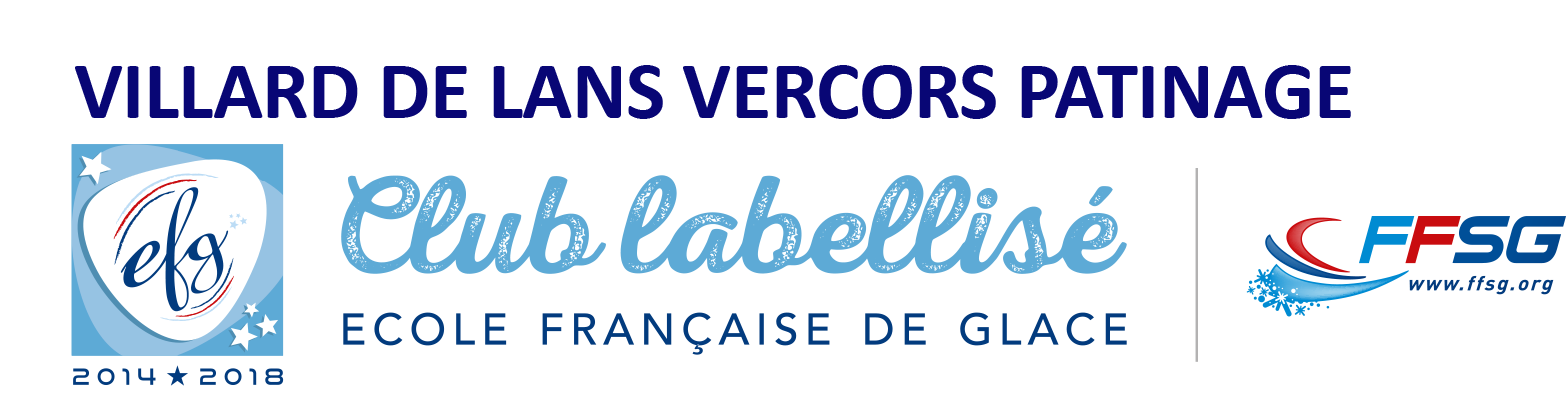 VILLARD DE LANS VERCORS PATINAGE
efg
2014 ★ 2018
Club labellisé
ECOLE FRANÇAISE DE GLACE
FFSG
www.ffsg.org